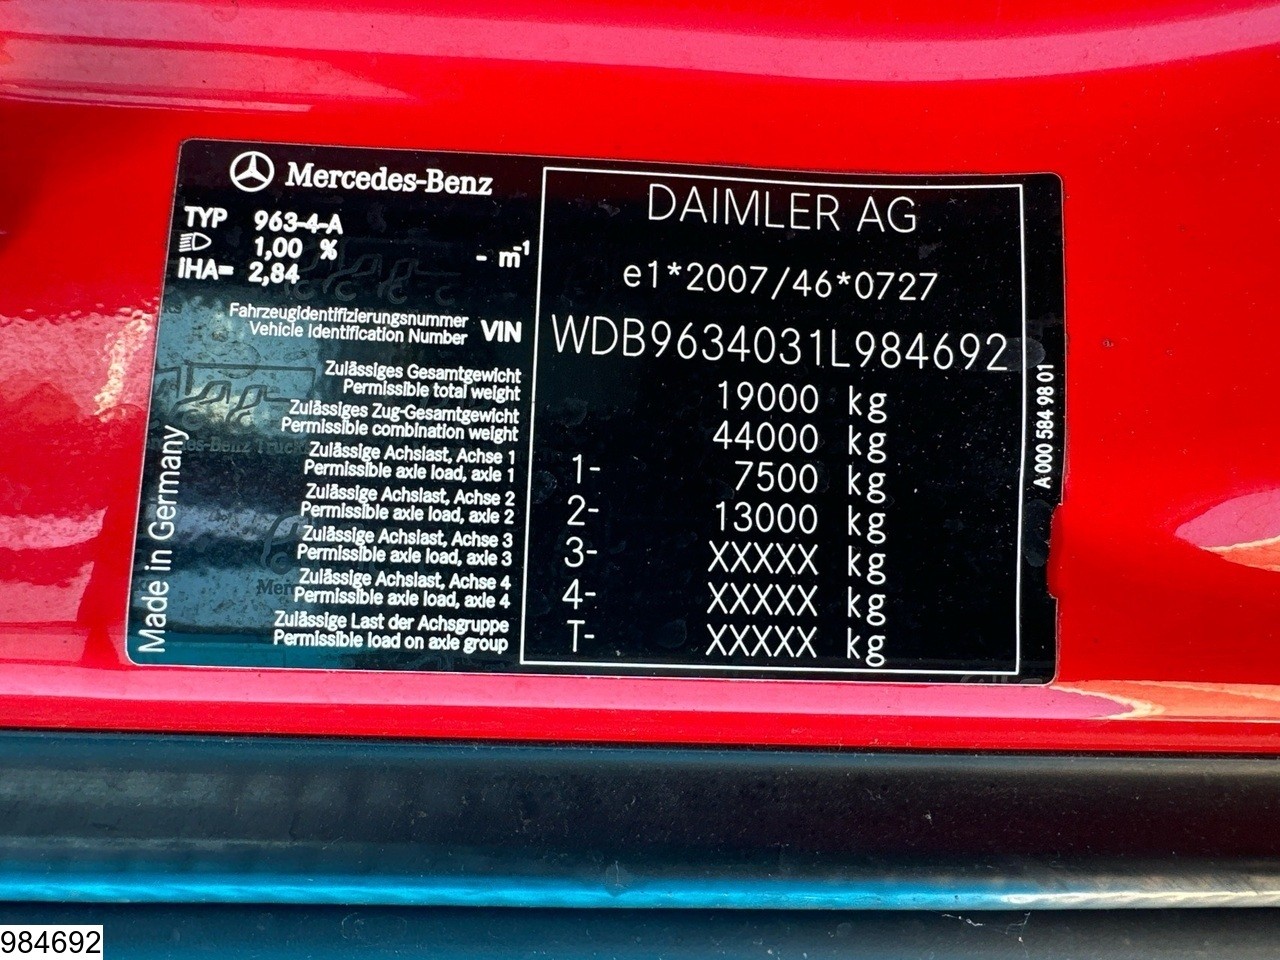 Mercedes-Benz
TYP 963-4-A
1,00 % - m-1
iHA= 2,84
Fahrzeugidentifizierungsnummer
Vehicle Identification Number VIN
Zulässiges Gesamtgewicht
Permissible total weight
Zulässiges Zug-Gesamtgewicht
Permissible combination weight
Zulässige Achslast, Achse 1
Permissible axle load, axle 1
Zulässige Achslast, Achse 2
Permissible axle load, axle 2
Zulässige Achslast, Achse 3
Permissible axle load, axle 3
Zulässige Achslast, Achse 4
Permissible axle load, axle 4
Zulässige Last der Achsgruppe
Permissible load on axle group
Made in Germany
DAIMLER AG
e1*2007/46*0727
WDB9634031L984692
19000 kg
44000 kg
1- 7500 kg
2- 13000 kg
3- XXXXX kg
4- XXXXX kg
T- XXXXX kg
A 000 584 98 01
984692